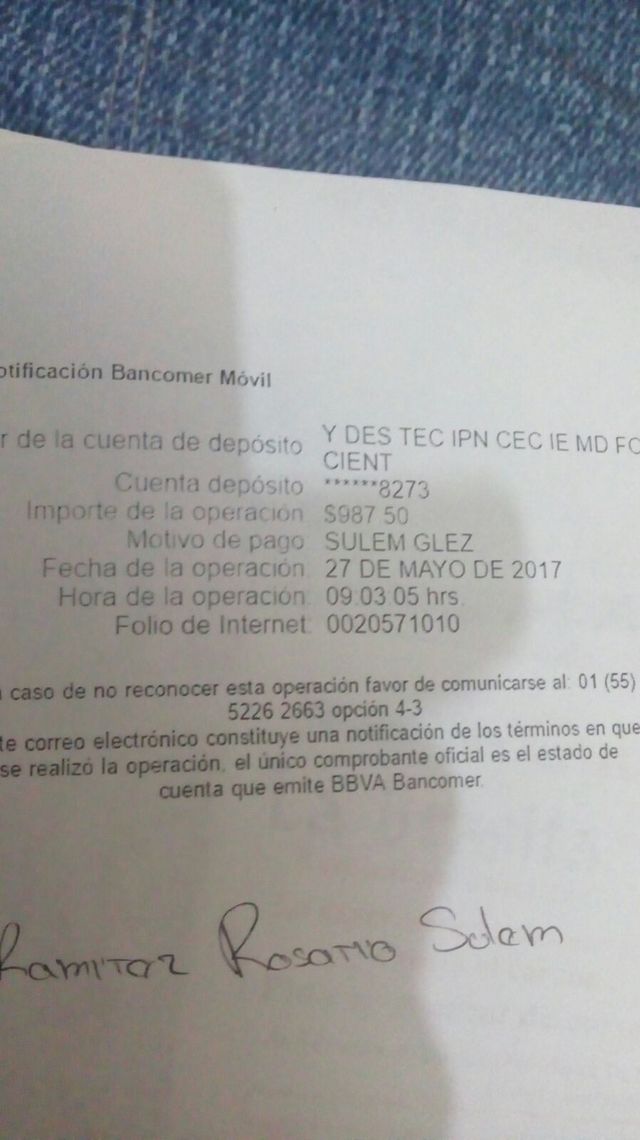 otificación Bancomer Móvil
r de la cuenta de depósito Y DES TEC IPN CEC IE MD FO
CIENT
Cuenta depósito ******8273
Importe de la operación: $987.50
Motivo de pago SULEM GLEZ
Fecha de la operación: 27 DE MAYO DE 2017
Hora de la operación: 09:03:05 hrs.
Folio de Internet: 0020571010
caso de no reconocer esta operación favor de comunicarse al: 01 (55)
5226 2663 opción 4-3
te correo electrónico constituye una notificación de los términos en que
se realizó la operación, el único comprobante oficial es el estado de
cuenta que emite BBVA Bancomer.
Rosario Sulem